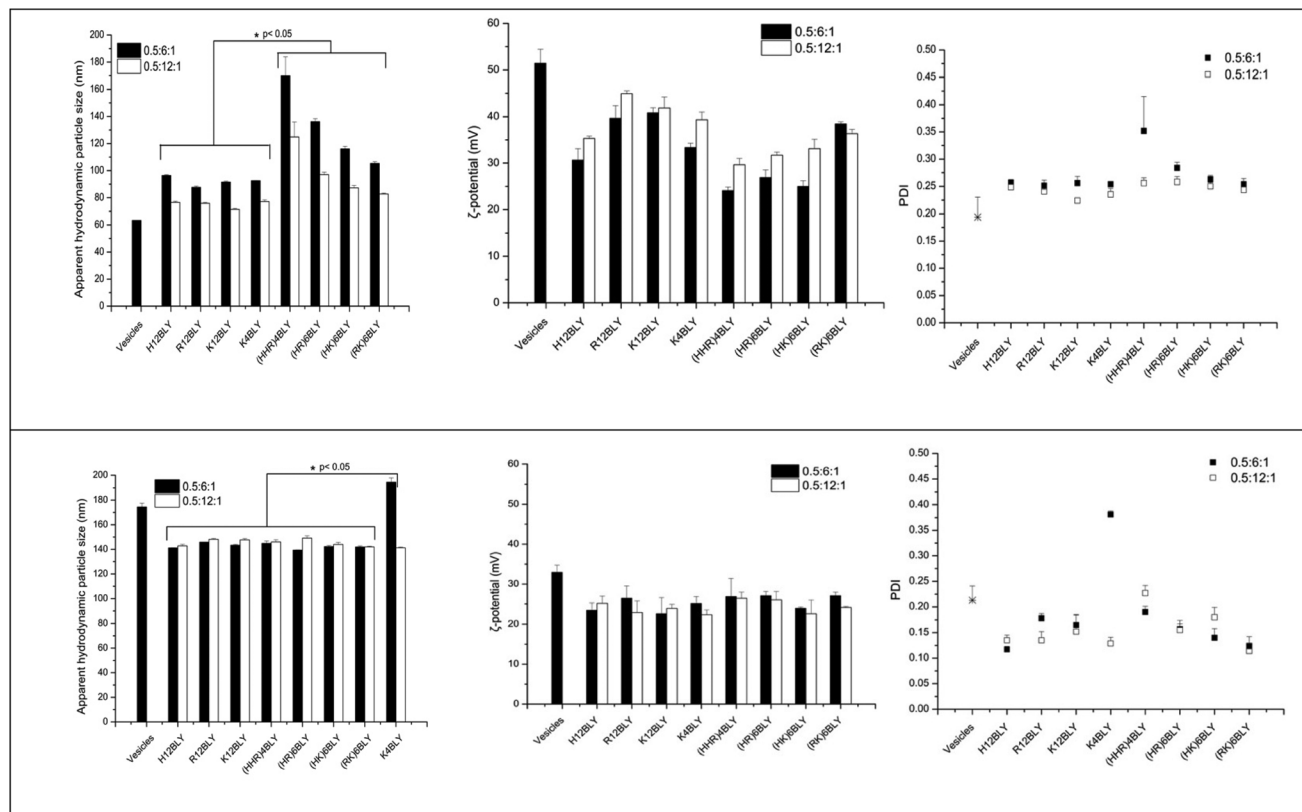 * p< 0.05
0.5:6:1
0.5:12:1
Apparent hydrodynamic particle size (nm)
200
180
160
140
120
100
80
60
40
20
0
Vesicles
H12BLY
R12BLY
K12BLY
K4BLY
(HHR)4BLY
(HR)6BLY
(HK)6BLY
(RK)6BLY
0.5:6:1
0.5:12:1
ζ-potential (mV)
60
50
40
30
20
10
0
Vesicles
H12BLY
R12BLY
K12BLY
K4BLY
(HHR)4BLY
(HR)6BLY
(HK)6BLY
(RK)6BLY
0.5:6:1
0.5:12:1
PDI
0.50
0.45
0.40
0.35
0.30
0.25
0.20
0.15
0.10
0.05
0.00
Vesicles
H12BLY
R12BLY
K12BLY
K4BLY
(HHR)4BLY
(HR)6BLY
(HK)6BLY
(RK)6BLY
* p< 0.05
0.5:6:1
0.5:12:1
Apparent hydrodynamic particle size (nm)
200
180
160
140
120
100
80
60
40
20
0
Vesicles
H12BLY
R12BLY
K12BLY
(HHR)4BLY
(HR)6BLY
(HK)6BLY
(RK)6BLY
K4BLY
0.5:6:1
0.5:12:1
ζ-potential (mV)
60
50
40
30
20
10
0
Vesicles
H12BLY
R12BLY
K12BLY
K4BLY
(HHR)4BLY
(HR)6BLY
(HK)6BLY
(RK)6BLY
0.5:6:1
0.5:12:1
PDI
0.50
0.45
0.40
0.35
0.30
0.25
0.20
0.15
0.10
0.05
0.00
Vesicles
H12BLY
R12BLY
K12BLY
K4BLY
(HHR)4BLY
(HR)6BLY
(HK)6BLY
(RK)6BLY